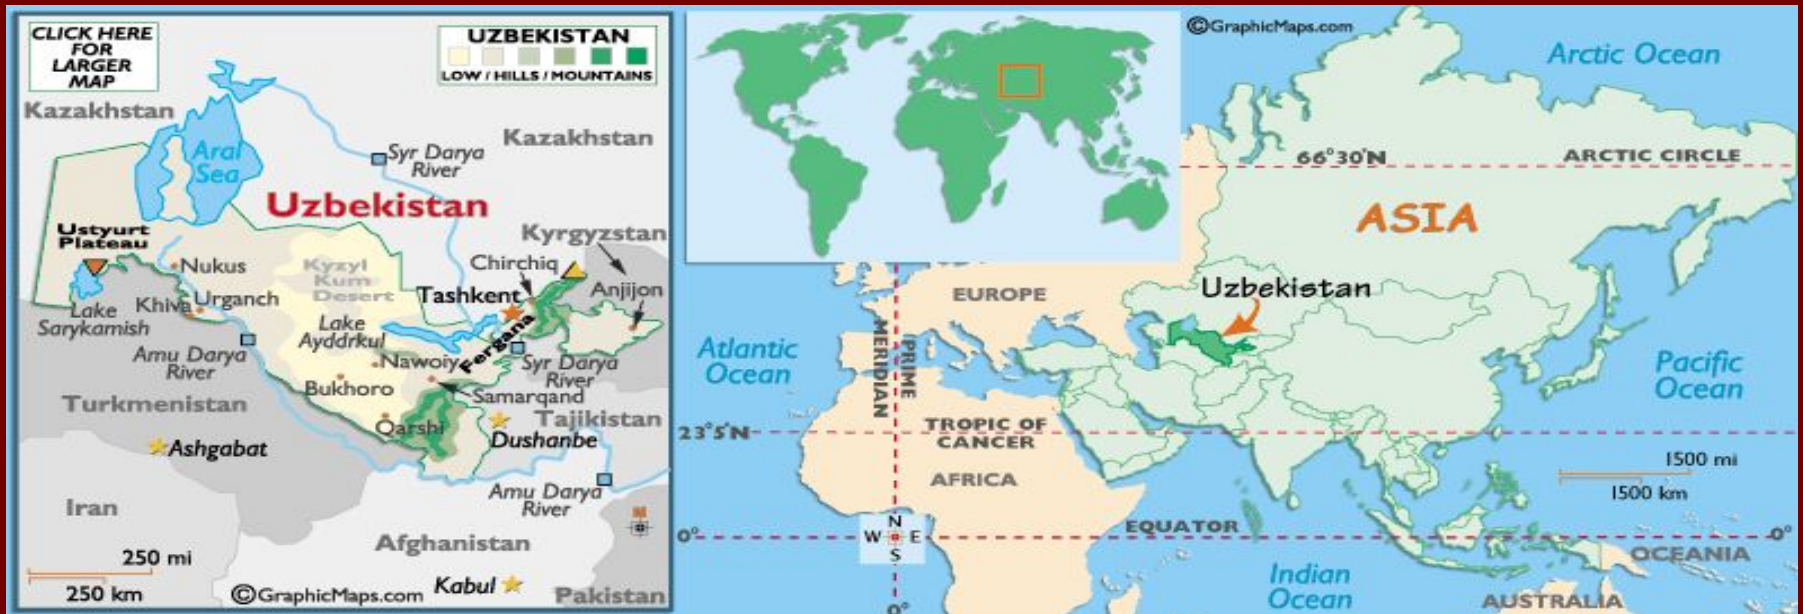 CLICK HERE
FOR
LARGER
MAP
UZBEKISTAN
LOW / HILLS / MOUNTAINS
Kazakhstan
Kazakhstan
Aral
Sea
Syr Darya
River
Uzbekistan
Ustyurt
Plateau
Kyrgyzstan
Nukus
Kyzyl
Kum
Desert
Chirchiq
Tashkent
Anjijon
Khiva
Urganch
Lake
Sarykamish
Lake
Ayddrkul
Fergana
Amu Darya
River
Nawoiy
Syr Darya
River
Bukhoro
Samarqand
Turkmenistan
Tajikistan
Qarshi
Dushanbe
Ashgabat
Amu Darya
River
Iran
N
Afghanistan
250 mi
250 km
©GraphicMaps.com
Kabul
Pakistan
©GraphicMaps.com
Arctic Ocean
66°30'N
ARCTIC CIRCLE
ASIA
Uzbekistan
EUROPE
PRIME
MERIDIAN
Atlantic
Ocean
Pacific
Ocean
23°5'N
TROPIC OF
CANCER
AFRICA
1500 mi
1500 km
N
W E
S
0°
EQUATOR
0°
OCEANIA
Indian
Ocean
AUSTRALIA
0°